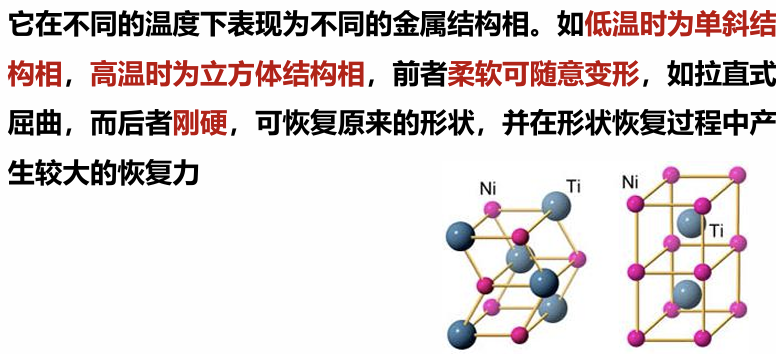 它在不同的温度下表现为不同的金属结构相。如低温时为单斜结
构相，高温时为立方体结构相，前者柔软可随意变形，如拉直式
屈曲，而后者刚硬，可恢复原来的形状，并在形状恢复过程中产
生较大的恢复力
Ni Ti Ni
Ti